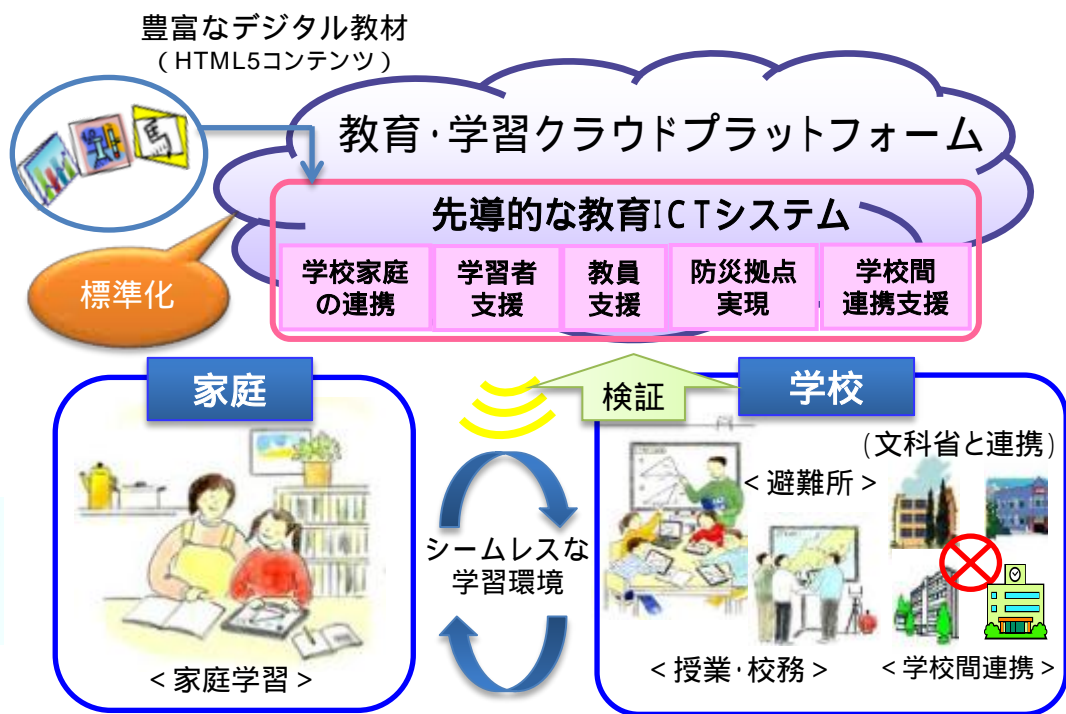 豊富なデジタル教材
（HTML5コンテンツ）
教育・学習クラウドプラットフォーム
先導的な教育ICTシステム
学校家庭
の連携
学習者
支援
教員
支援
防災拠点
実現
学校間
連携支援
標準化
家庭
検証
学校
(文科省と連携)
＜避難所＞
シームレスな
学習環境
＜家庭学習＞
＜授業・校務＞
＜学校間連携＞
馬